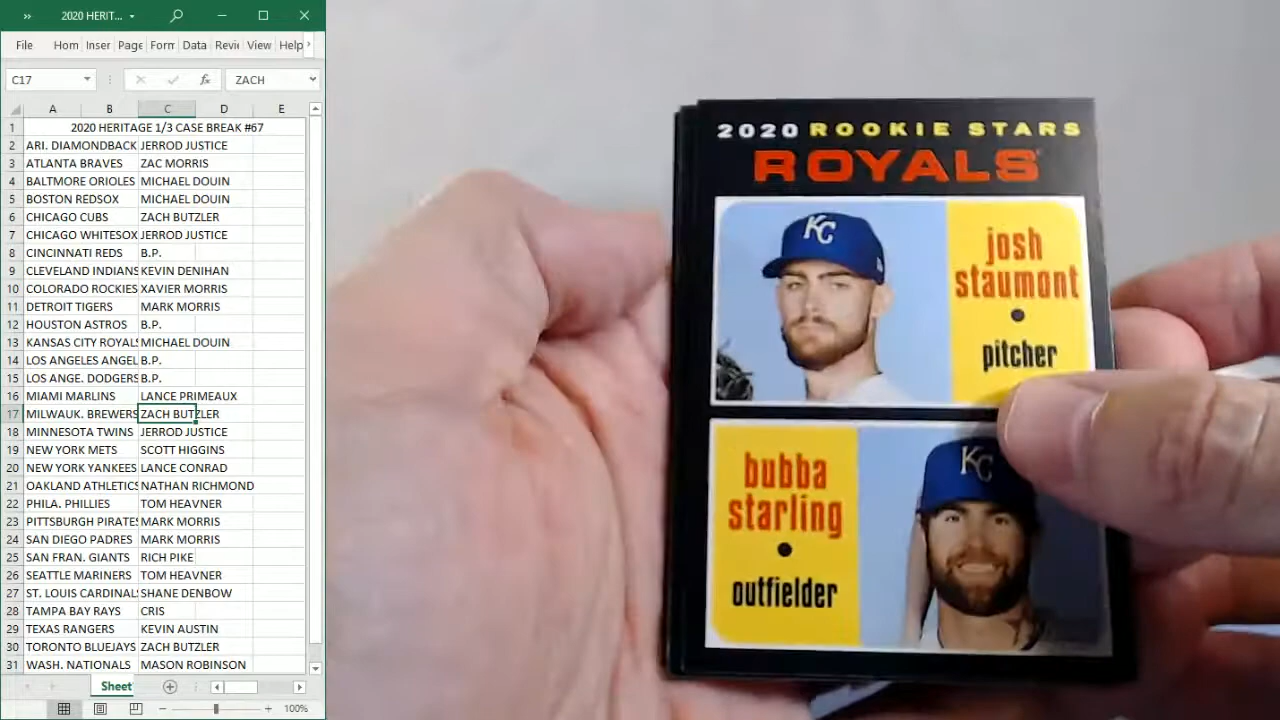 2020 HERIT...
File Hom Inser Page Forn Data Revie View Help
C17 fx ZACH
A B C D E
1 2020 HERITAGE 1/3 CASE BREAK #67
2 ARI. DIAMONDBACK JERROD JUSTICE
3 ATLANTA BRAVES ZAC MORRIS
4 BALTMORE ORIOLES MICHAEL DOUIN
5 BOSTON REDSOX MICHAEL DOUIN
6 CHICAGO CUBS ZACH BUTZLER
7 CHICAGO WHITESOX JERROD JUSTICE
8 CINCINNATI REDS B.P.
9 CLEVELAND INDIANS KEVIN DENIHAN
10 COLORADO ROCKIES XAVIER MORRIS
11 DETROIT TIGERS MARK MORRIS
12 HOUSTON ASTROS B.P.
13 KANSAS CITY ROYALS MICHAEL DOUIN
14 LOS ANGELES ANGEL B.P.
15 LOS ANGE. DODGERS B.P.
16 MIAMI MARLINS LANCE PRIMEAUX
17 MILWAUK. BREWERS ZACH BUTZLER
18 MINNESOTA TWINS JERROD JUSTICE
19 NEW YORK METS SCOTT HIGGINS
20 NEW YORK YANKEES LANCE CONRAD
21 OAKLAND ATHLETICS NATHAN RICHMOND
22 PHILA. PHILLIES TOM HEAVNER
23 PITTSBURGH PIRATES MARK MORRIS
24 SAN DIEGO PADRES MARK MORRIS
25 SAN FRAN. GIANTS RICH PIKE
26 SEATTLE MARINERS TOM HEAVNER
27 ST. LOUIS CARDINALS SHANE DENBOW
28 TAMPA BAY RAYS CRIS
29 TEXAS RANGERS KEVIN AUSTIN
30 TORONTO BLUEJAYS ZACH BUTZLER
31 WASH. NATIONALS MASON ROBINSON
Sheet
100%
2020 ROOKIE STARS
ROYALS
KC
josh
staumont
pitcher
KC
bubba
starling
outfielder